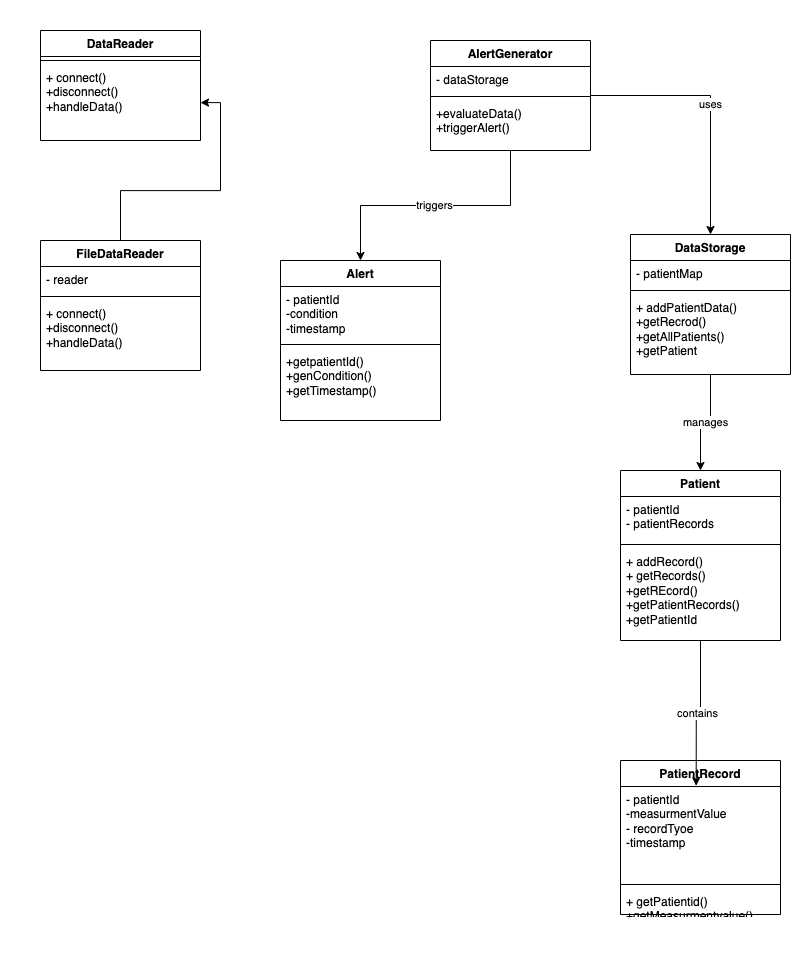 DataReader
+ connect()
+disconnect()
+handleData()
AlertGenerator
- dataStorage
+evaluateData()
+triggerAlert()
uses
triggers
FileDataReader
- reader
+ connect()
+disconnect()
+handleData()
Alert
- patientId
-condition
-timestamp
+getpatientId()
+genCondition()
+getTimestamp()
DataStorage
- patientMap
+ addPatientData()
+getRecrod()
+getAllPatients()
+getPatient
manages
Patient
- patientId
- patientRecords
+ addRecord()
+ getRecords()
+getREcord()
+getPatientRecords()
+getPatientId
contains
PatientRecord
- patientId
-measurmentValue
- recordTyoe
-timestamp
+ getPatientid()
+getMeasurmentvalue()